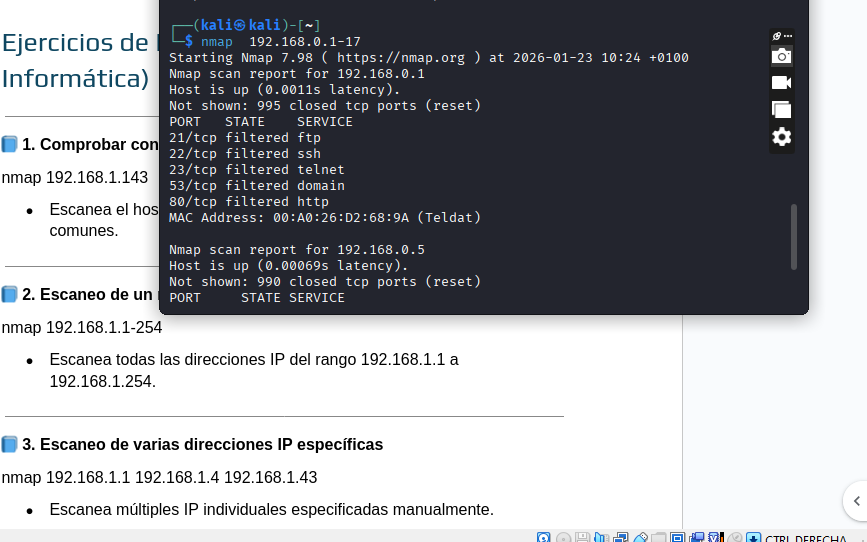 Ejercicios de
Informática)
1. Comprobar con
nmap 192.168.1.143
Escanea el hos
comunes.
2. Escaneo de un
nmap 192.168.1.1-254
Escanea todas las direcciones IP del rango 192.168.1.1 a
192.168.1.254.
3. Escaneo de varias direcciones IP específicas
nmap 192.168.1.1 192.168.1.4 192.168.1.43
Escanea múltiples IP individuales especificadas manualmente.
┌──(kali㉿kali)-[~]
└─$ nmap  192.168.0.1-17
Starting Nmap 7.98 ( https://nmap.org ) at 2026-01-23 10:24 +0100
Nmap scan report for 192.168.0.1
Host is up (0.0011s latency).
Not shown: 995 closed tcp ports (reset)
PORT   STATE    SERVICE
21/tcp filtered ftp
22/tcp filtered ssh
23/tcp filtered telnet
53/tcp filtered domain
80/tcp filtered http
MAC Address: 00:A0:26:D2:68:9A (Teldat)
Nmap scan report for 192.168.0.5
Host is up (0.00069s latency).
Not shown: 990 closed tcp ports (reset)
PORT     STATE SERVICE
CTRL DERECHA